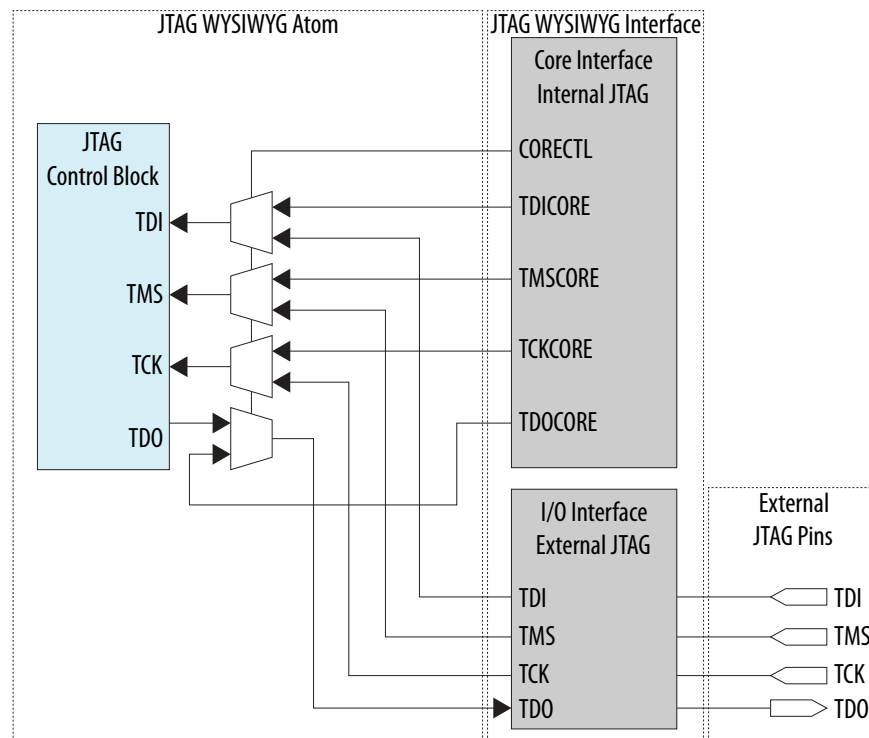 JTAG WYSIWYG Atom
JTAG WYSIWYG Interface
Core Interface
Internal JTAG
CORECTL
TDICORE
TMSCORE
TCKCORE
TDOCORE
JTAG
Control Block
TDI
TMS
TCK
TDO
I/O Interface
External JTAG
TDI
TMS
TCK
TDO
External
JTAG Pins
TDI
TMS
TCK
TDO